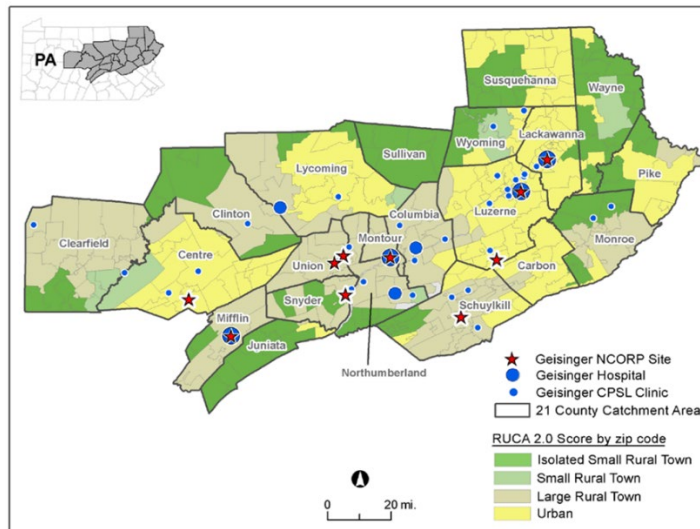 PA
Susquehanna
Wayne
Wyoming
Lackawanna
Sullivan
Lycoming
Pike
Clinton
Columbia
Luzerne
Clearfield
Centre
Montour
Monroe
Union
Carbon
Snyder
Schuylkill
Mifflin
Juniata
Northumberland
Geisinger NCORP Site
Geisinger Hospital
Geisinger CPSL Clinic
21 County Catchment Area
RUCA 2.0 Score by zip code
Isolated Small Rural Town
Small Rural Town
Large Rural Town
Urban
0 20 mi.